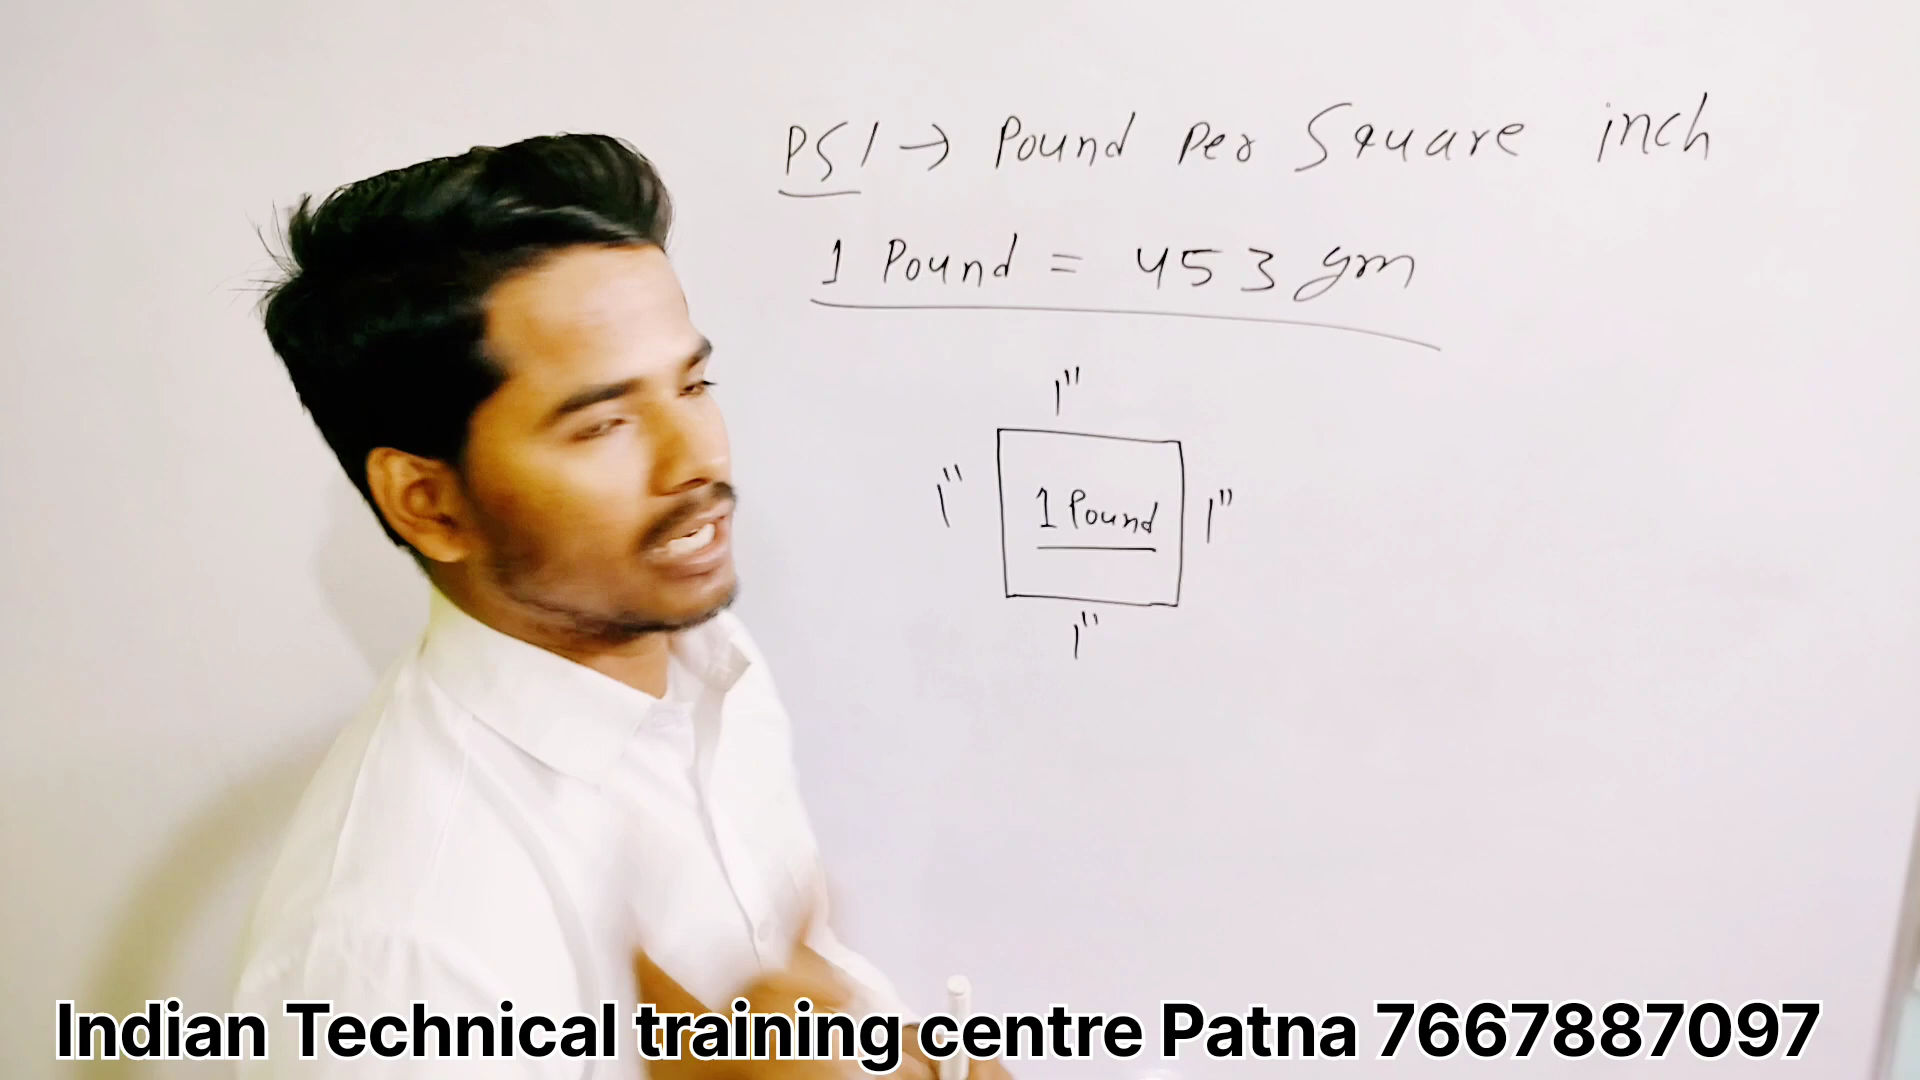 PSI → Pound Per Square inch
1 Pound = 453 gm
1"
1" 1 Pound 1"
1"
Indian Technical training centre Patna 7667887097